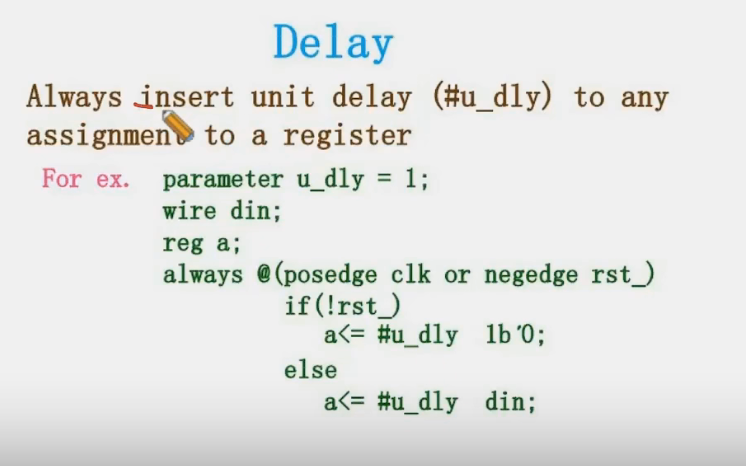 Delay
Always insert unit delay (#u_dly) to any
assignment to a register
For ex. parameter u_dly = 1;
wire din;
reg a;
always @(posedge clk or negedge rst_)
if(!rst_)
a<= #u_dly 1b'0;
else
a<= #u_dly din;